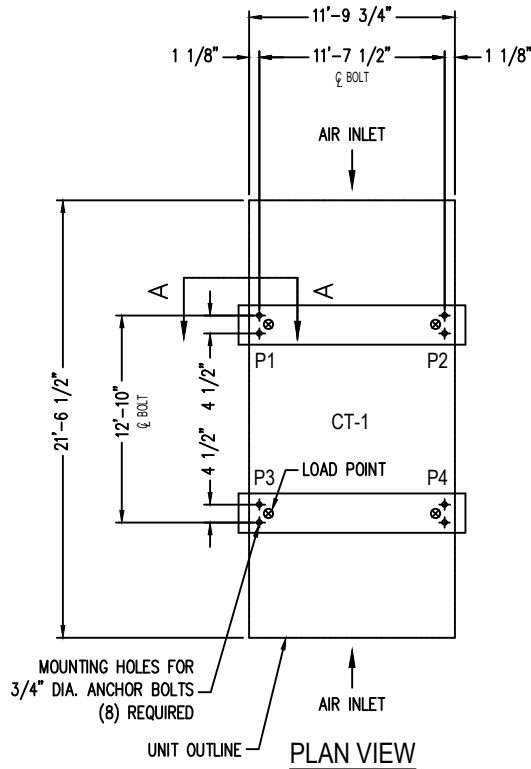 11'-9 3/4"
1 1/8"
11'-7 1/2"
1 1/8"
℄ BOLT
AIR INLET
A
A
P1
P2
21'-6 1/2"
12'-10"
℄ BOLT
4 1/2"
4 1/2"
CT-1
P3
LOAD POINT
P4
MOUNTING HOLES FOR
3/4" DIA. ANCHOR BOLTS
(8) REQUIRED
AIR INLET
UNIT OUTLINE
PLAN VIEW